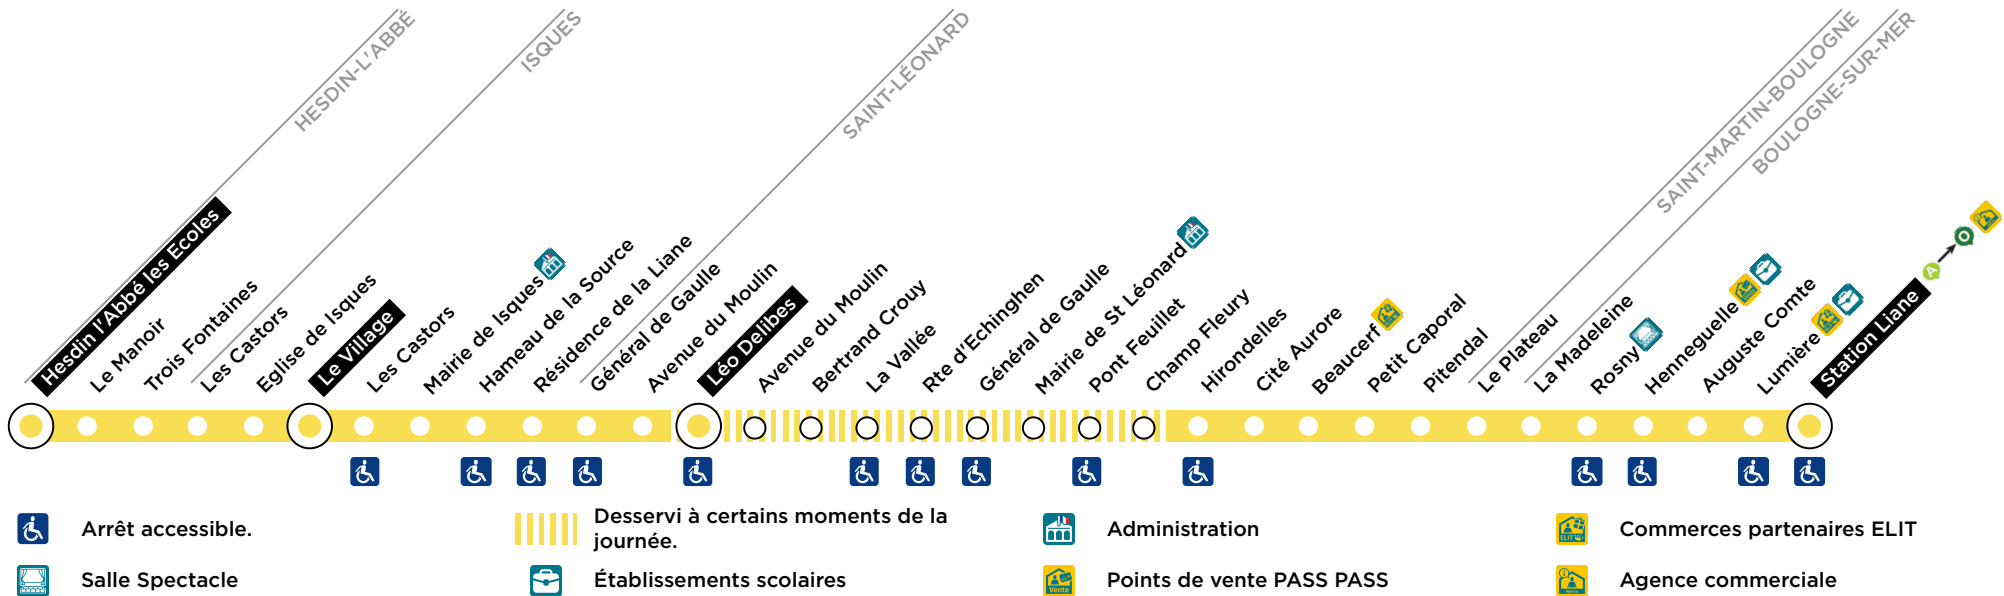 HESDIN-L'ABBÉ
ISQUES
SAINT-LÉONARD
SAINT-MARTIN-BOULOGNE
BOULOGNE-SUR-MER
Hesdin l'Abbé les Ecoles
Le Manoir
Trois Fontaines
Les Castors
Eglise de Isques
Le Village
Les Castors
Mairie de Isques
Hameau de la Source
Résidence de la Liane
Général de Gaulle
Avenue du Moulin
Léo Delibes
Avenue du Moulin
Bertrand Crouy
La Vallée
Rte d'Echinghen
Général de Gaulle
Mairie de St Léonard
Pont Feuillet
Champ Fleury
Hirondelles
Cité Aurore
Beaucerf
Petit Caporal
Pitendal
Le Plateau
La Madeleine
Rosny
Henneguelle
Auguste Comte
Lumière
Station Liane
A
O
Arrêt accessible.
Desservi à certains moments de la
journée.
Administration
Commerces partenaires ELIT
ELIT
Salle Spectacle
Établissements scolaires
Points de vente PASS PASS
Vente
Agence commerciale
Agence